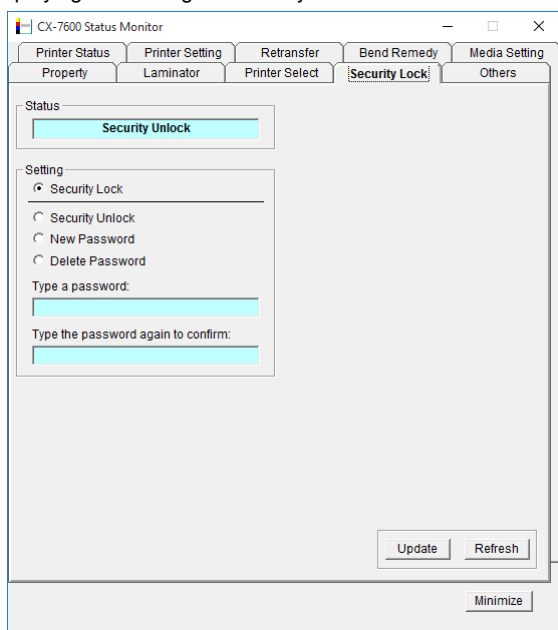 CX-7600 Status Monitor
Printer Status Printer Setting Retransfer Bend Remedy Media Setting
Property Laminator Printer Select Security Lock Others
Status
Security Unlock
Setting
Security Lock
Security Unlock
New Password
Delete Password
Type a password:
Type the password again to confirm:
Update Refresh
Minimize